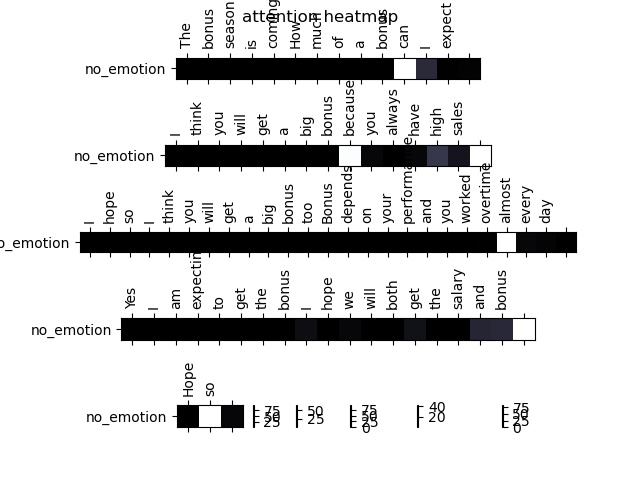 attention heatmap
The bonus season is coming How much of a bonus can I expect
no_emotion
I think you will get a big bonus because you always have high sales
no_emotion
I hope so I think you will get a big bonus too Bonus depends on your performance and you worked overtime almost every day
o_emotion
Yes I am expecting to get the bonus I hope we will both get the salary and bonus
no_emotion
Hope so
no_emotion
75 50 25
50 25
75 50 25 0
40 20
75 50 25 0